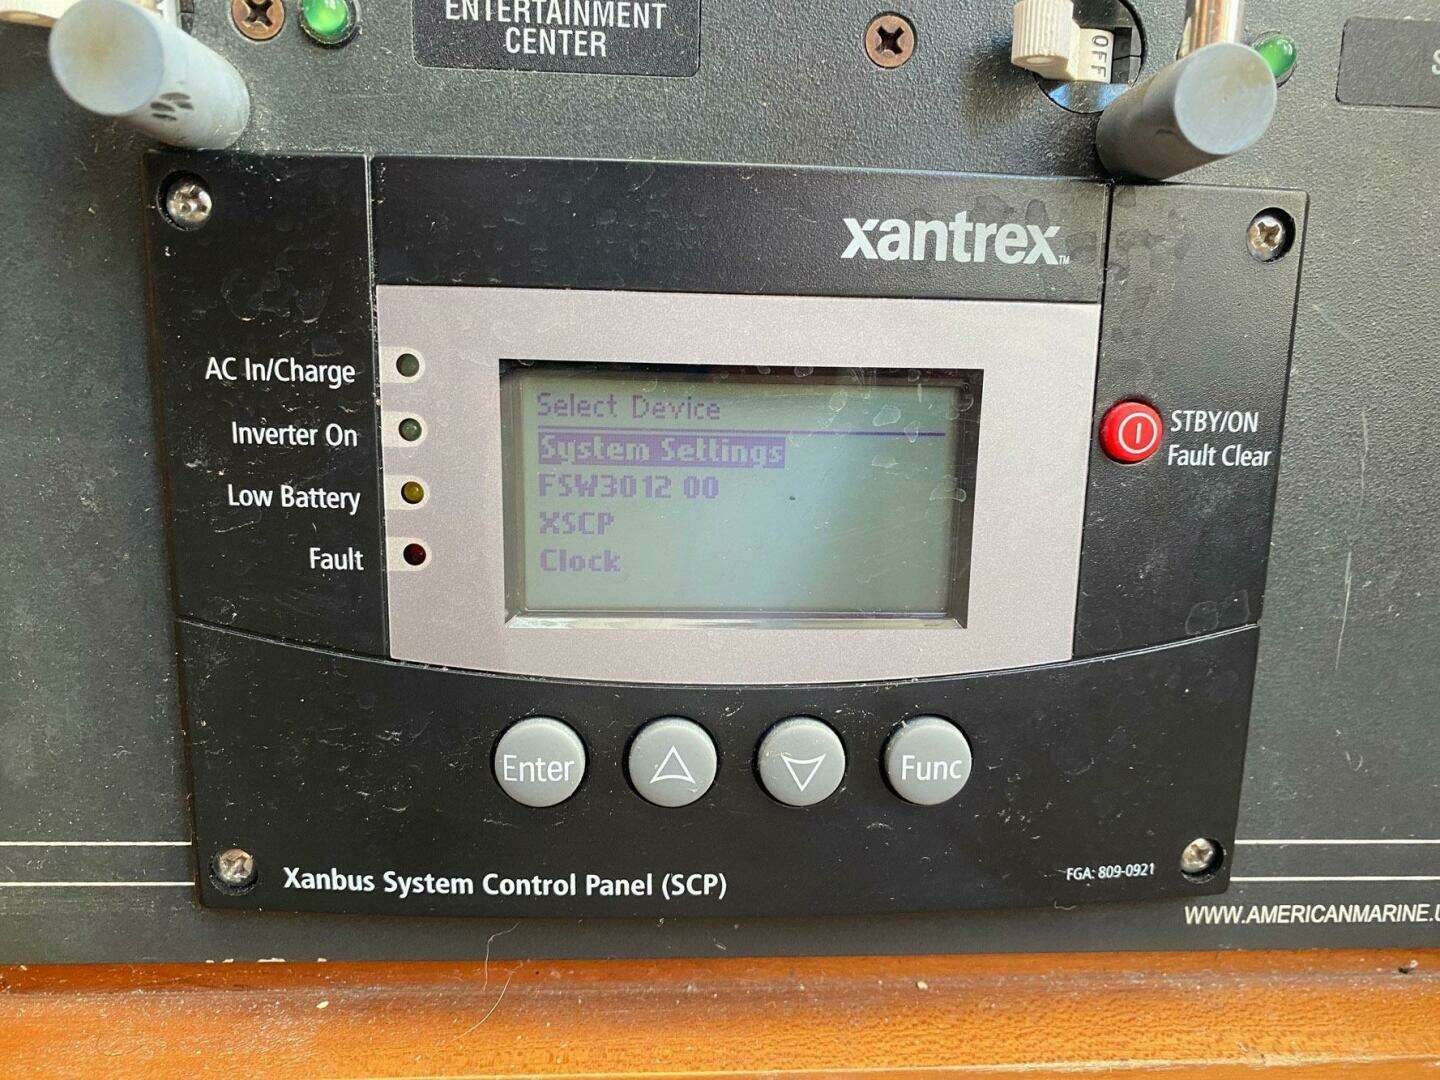 ENTERTAINMENT
CENTER
OFF
xantrex™
AC In/Charge
Inverter On
Low Battery
Fault
Select Device
System Settings
FSW3012 00
XSCP
Clock
STBY/ON
Fault Clear
Enter
Func
Xanbus System Control Panel (SCP)
FGA: 809-0921
WWW.AMERICANMARINE.